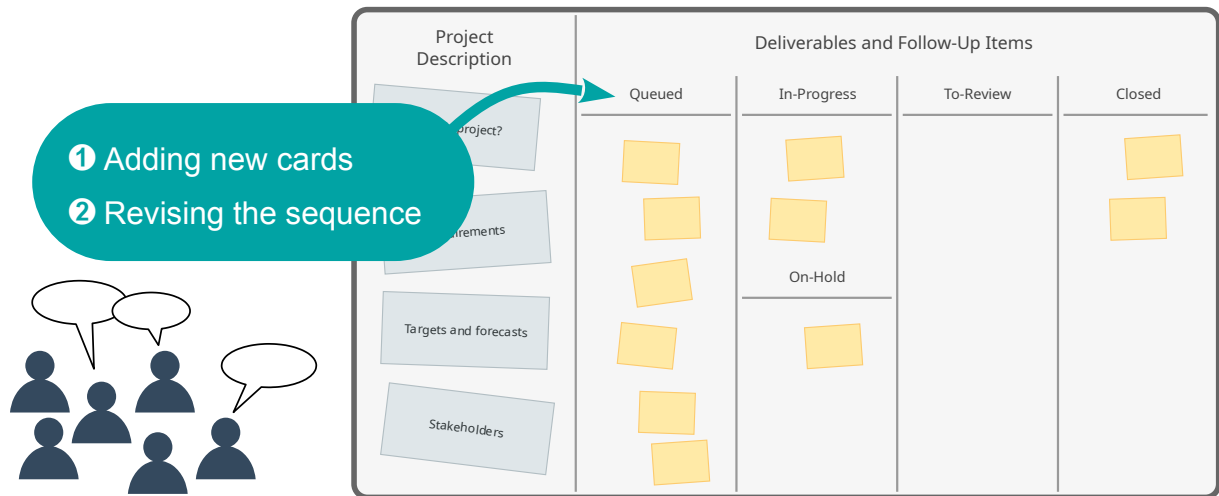 Project
Description
Deliverables and Follow-Up Items
Queued
In-Progress
To-Review
Closed
project?
❶ Adding new cards
❷ Revising the sequence
On-Hold
Targets and forecasts
Stakeholders